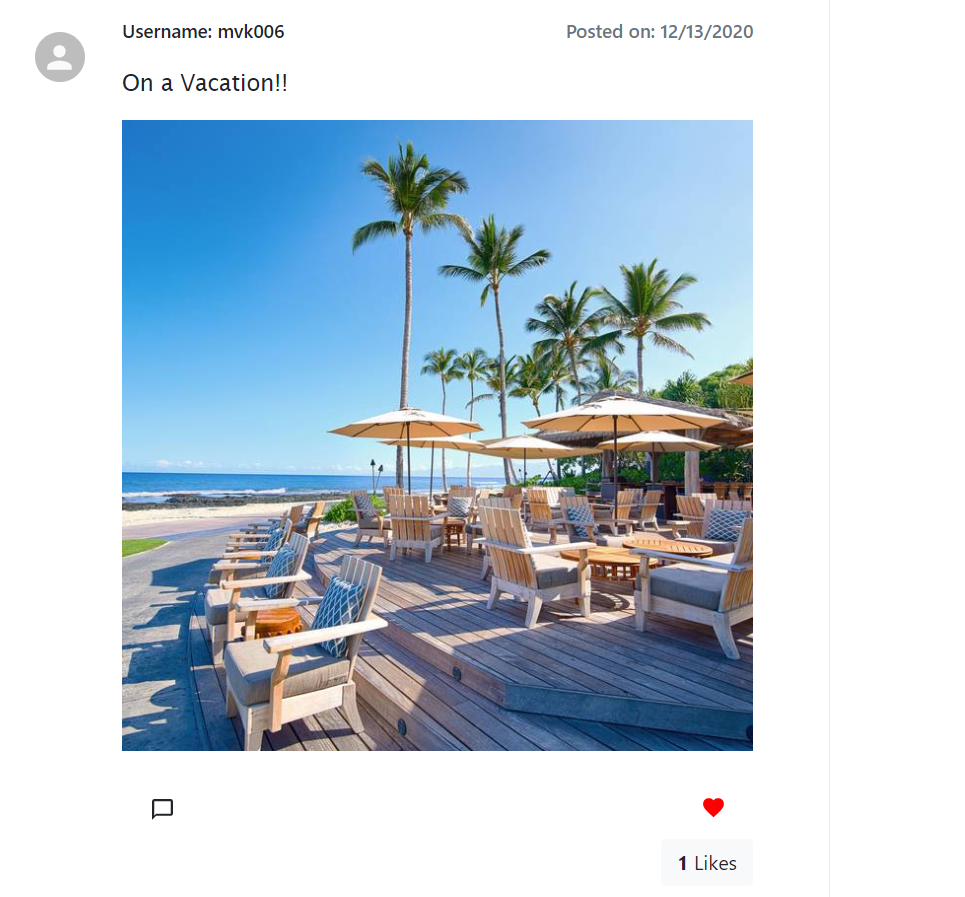 Username: mvk006 Posted on: 12/13/2020
On a Vacation!!
1 Likes